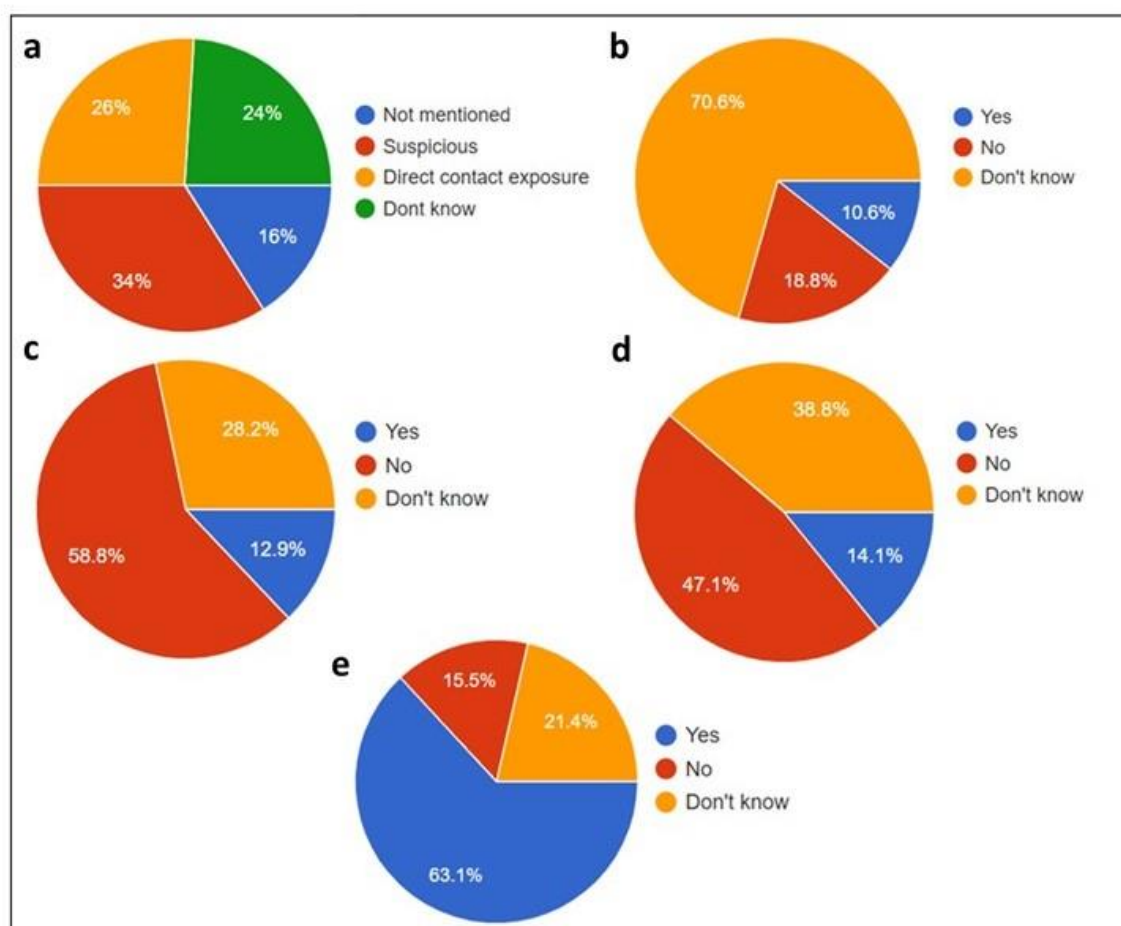 a
26%
24%
34%
16%
Not mentioned
Suspicious
Direct contact exposure
Dont know
b
70.6%
10.6%
18.8%
Yes
No
Don't know
c
28.2%
58.8%
12.9%
Yes
No
Don't know
d
38.8%
47.1%
14.1%
Yes
No
Don't know
e
15.5%
21.4%
63.1%
Yes
No
Don't know